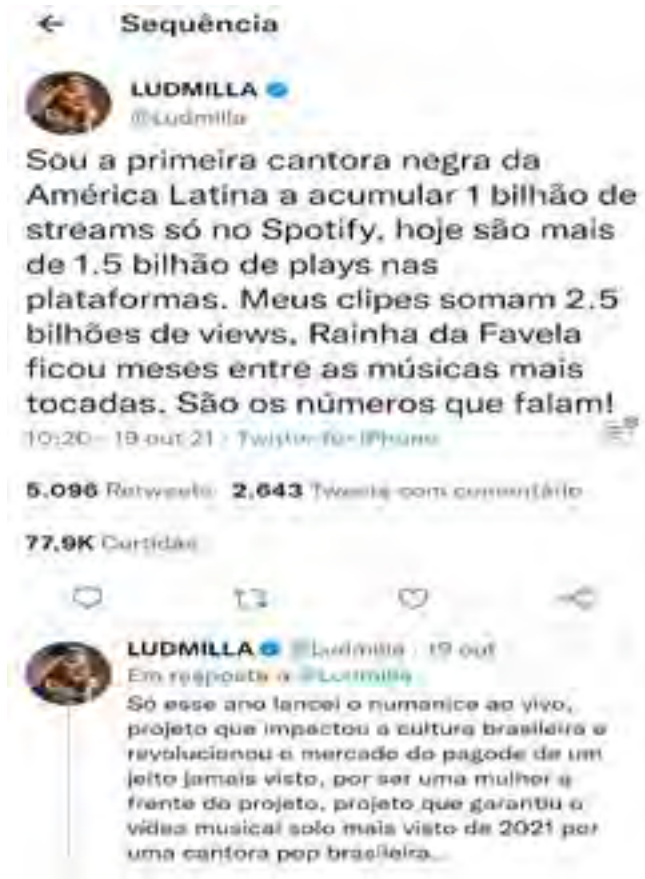 Sequência
LUDMILLA
@Ludmilla
Sou a primeira cantora negra da
América Latina a acumular 1 bilhão de
streams só no Spotify, hoje são mais
de 1.5 bilhão de plays nas
plataformas. Meus clipes somam 2.5
bilhões de views, Rainha da Favela
ficou meses entre as músicas mais
tocadas. São os números que falam!
10:20 · 19 out 21 · Twitter for iPhone
5.096 Retweets 2.643 Tweets com comentário
77,9K Curtidas
LUDMILLA @Ludmilla · 19 out
Em resposta a @Ludmilla
Só esse ano lancei o numanice ao vivo,
projeto que impactou a cultura brasileira e
revolucionou o mercado do pagode de um
jeito jamais visto, por ser uma mulher a
frente do projeto, projeto que garantiu o
vídeo musical solo mais visto de 2021 por
uma cantora pop brasileira...